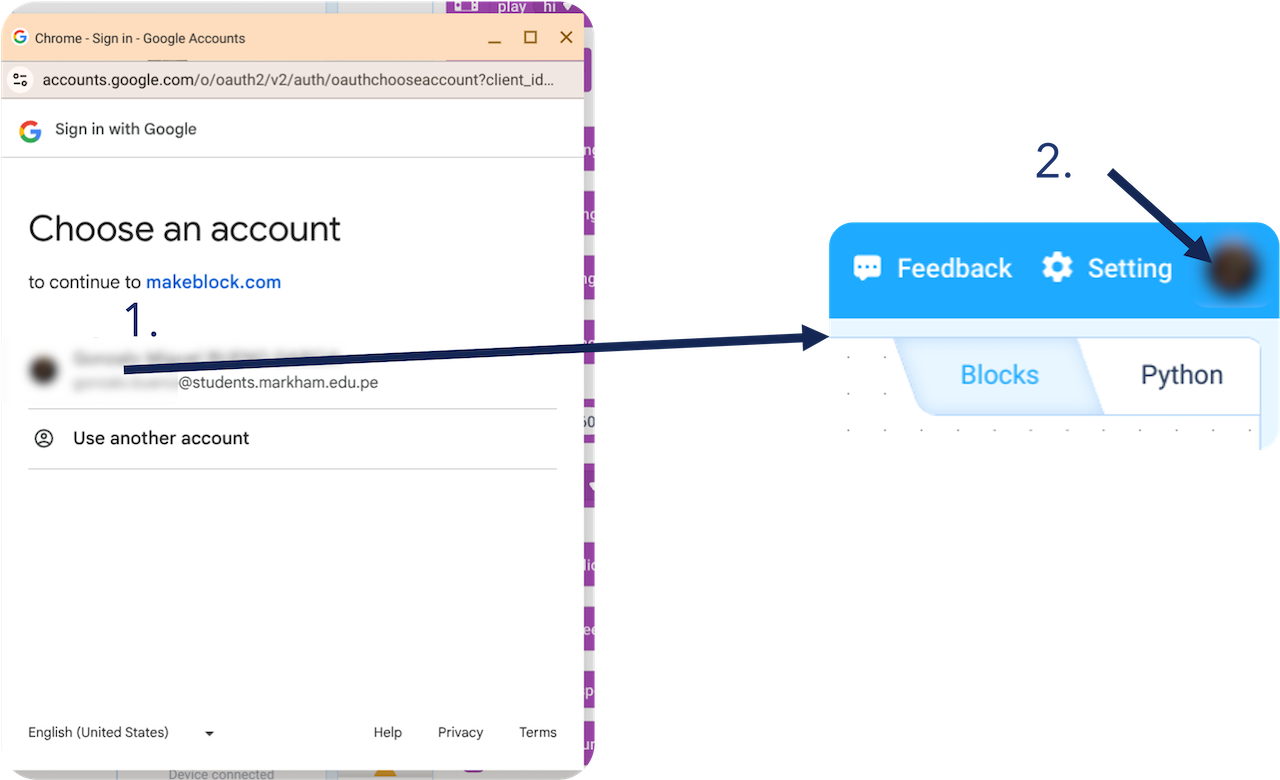 play hi
Chrome - Sign in - Google Accounts
accounts.google.com/o/oauth2/v2/auth/oauthchooseaccount?client_id...
Sign in with Google
Choose an account
to continue to makeblock.com
1.
@students.markham.edu.pe
Use another account
English (United States)
Help Privacy Terms
Device connected
2.
Feedback Setting
Blocks Python